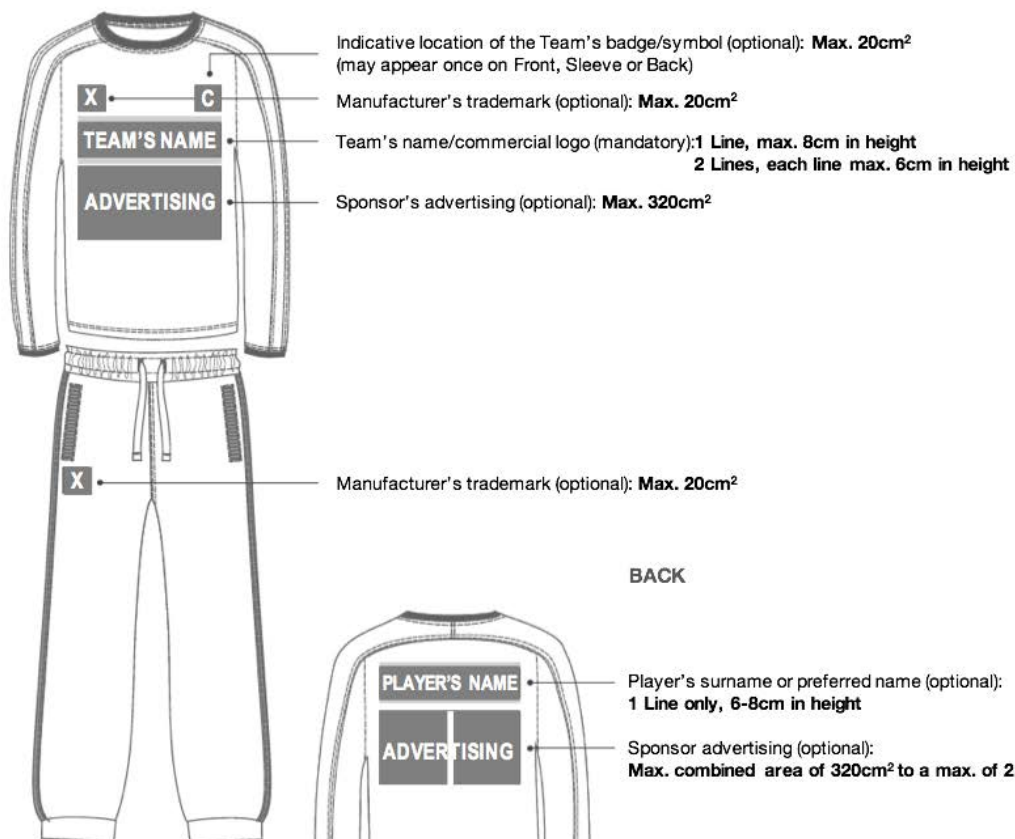 Indicative location of the Team's badge/symbol (optional): Max. 20cm²
(may appear once on Front, Sleeve or Back)
X
C
Manufacturer's trademark (optional): Max. 20cm²
TEAM'S NAME
Team's name/commercial logo (mandatory):1 Line, max. 8cm in height
2 Lines, each line max. 6cm in height
ADVERTISING
Sponsor's advertising (optional): Max. 320cm²
X
Manufacturer's trademark (optional): Max. 20cm²
BACK
PLAYER'S NAME
Player's surname or preferred name (optional):
1 Line only, 6-8cm in height
ADVERTISING
Sponsor advertising (optional):
Max. combined area of 320cm² to a max. of 2